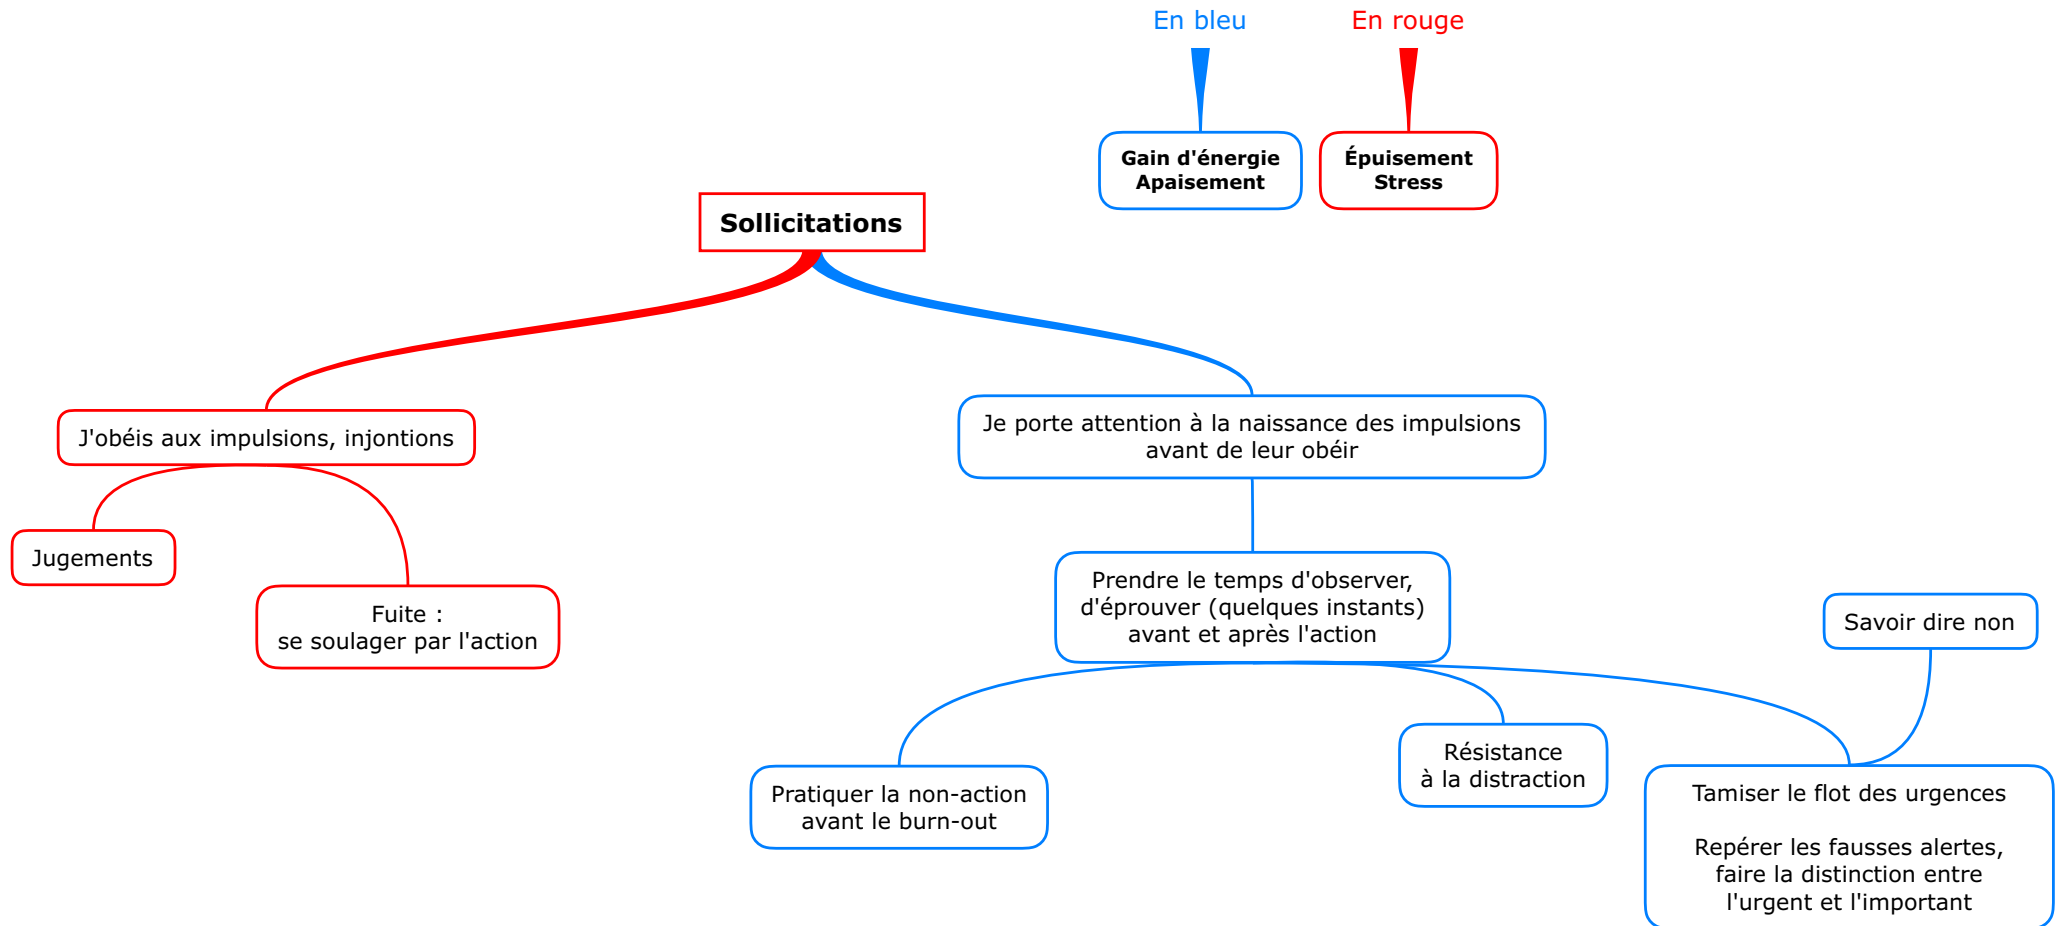 En bleu
En rouge
Gain d'énergie
Apaisement
Épuisement
Stress
Sollicitations
J'obéis aux impulsions, injontions
Je porte attention à la naissance des impulsions
avant de leur obéir
Jugements
Fuite :
se soulager par l'action
Prendre le temps d'observer,
d'éprouver (quelques instants)
avant et après l'action
Savoir dire non
Pratiquer la non-action
avant le burn-out
Résistance
à la distraction
Tamiser le flot des urgences
Repérer les fausses alertes,
faire la distinction entre
l'urgent et l'important